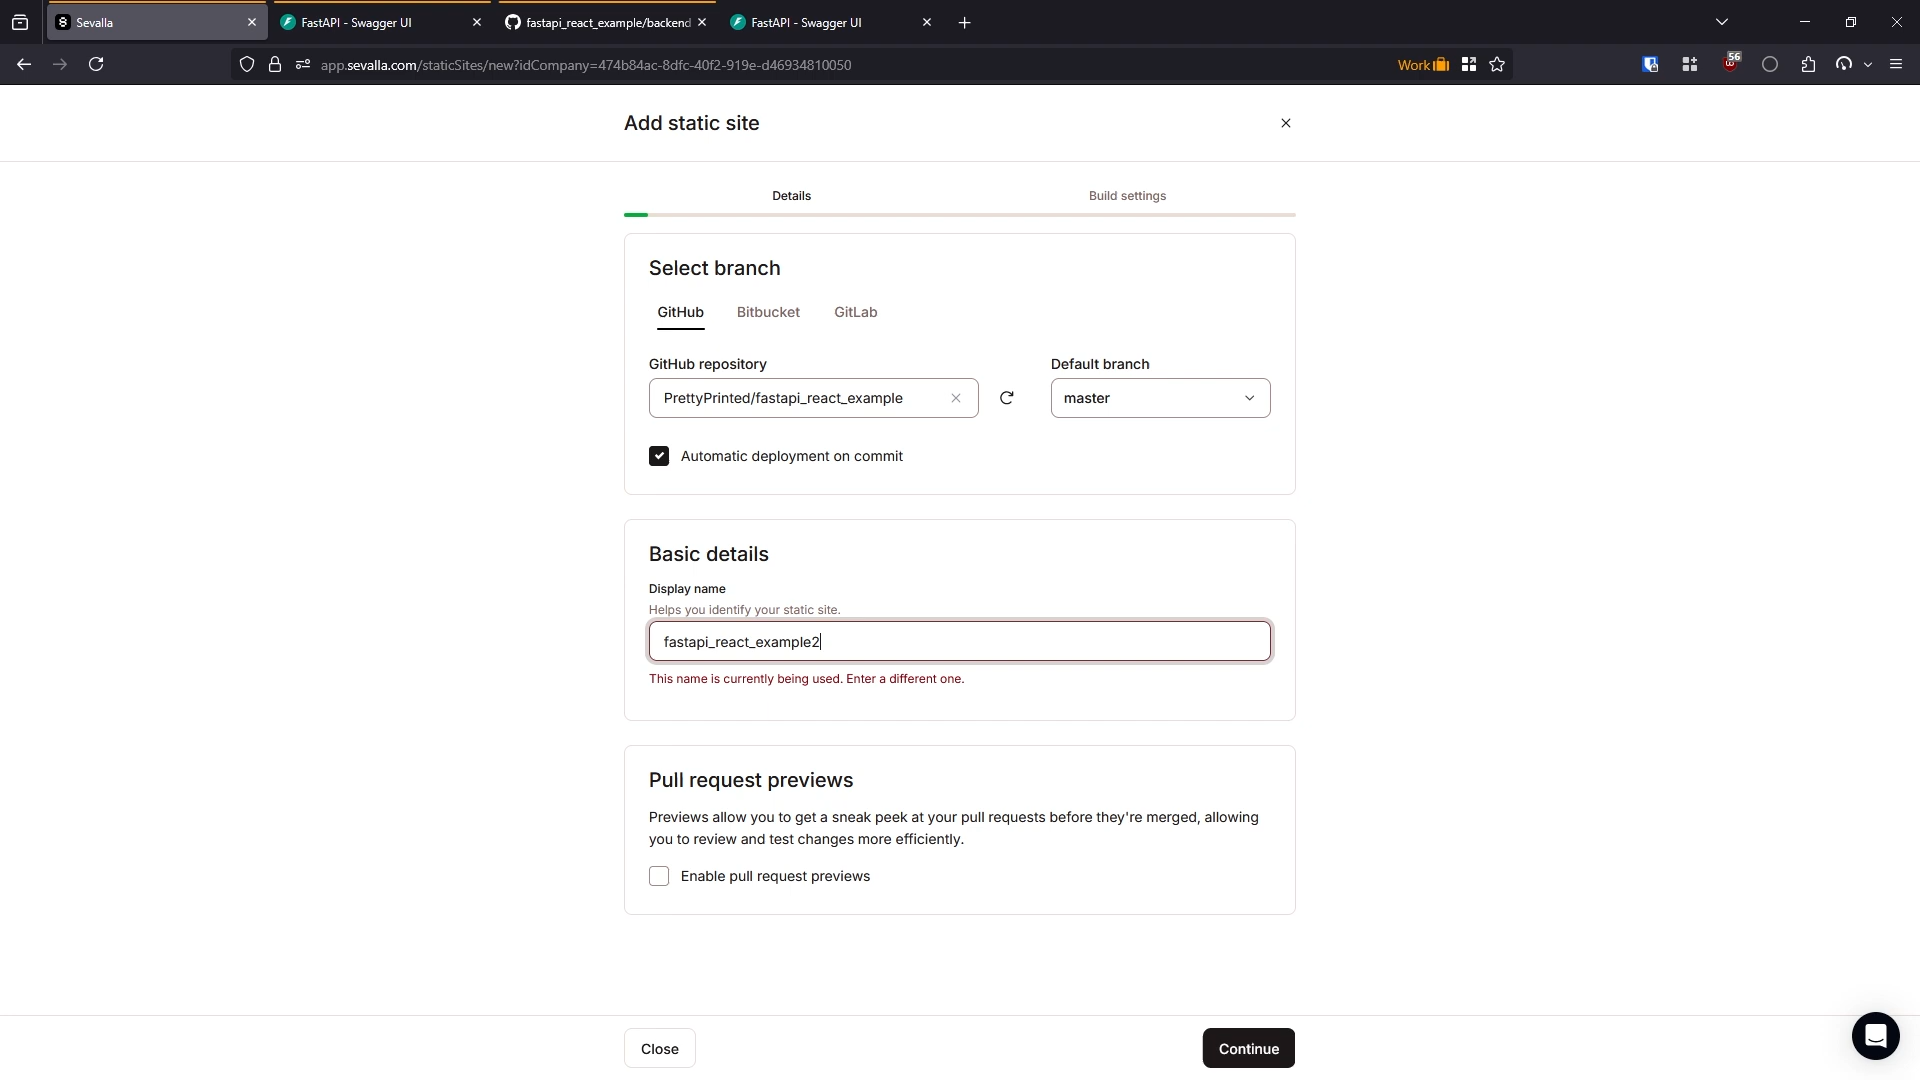 Sevalla
FastAPI - Swagger UI
fastapi_react_example/backend
FastAPI - Swagger UI
app.sevalla.com/staticSites/new?idCompany=474b84ac-8dfc-40f2-919e-d46934810050
Work
56
Add static site
Details
Build settings
Select branch
GitHub
Bitbucket
GitLab
GitHub repository
Default branch
PrettyPrinted/fastapi_react_example
master
Automatic deployment on commit
Basic details
Display name
Helps you identify your static site.
fastapi_react_example2
This name is currently being used. Enter a different one.
Pull request previews
Previews allow you to get a sneak peek at your pull requests before they're merged, allowing
you to review and test changes more efficiently.
Enable pull request previews
Close
Continue